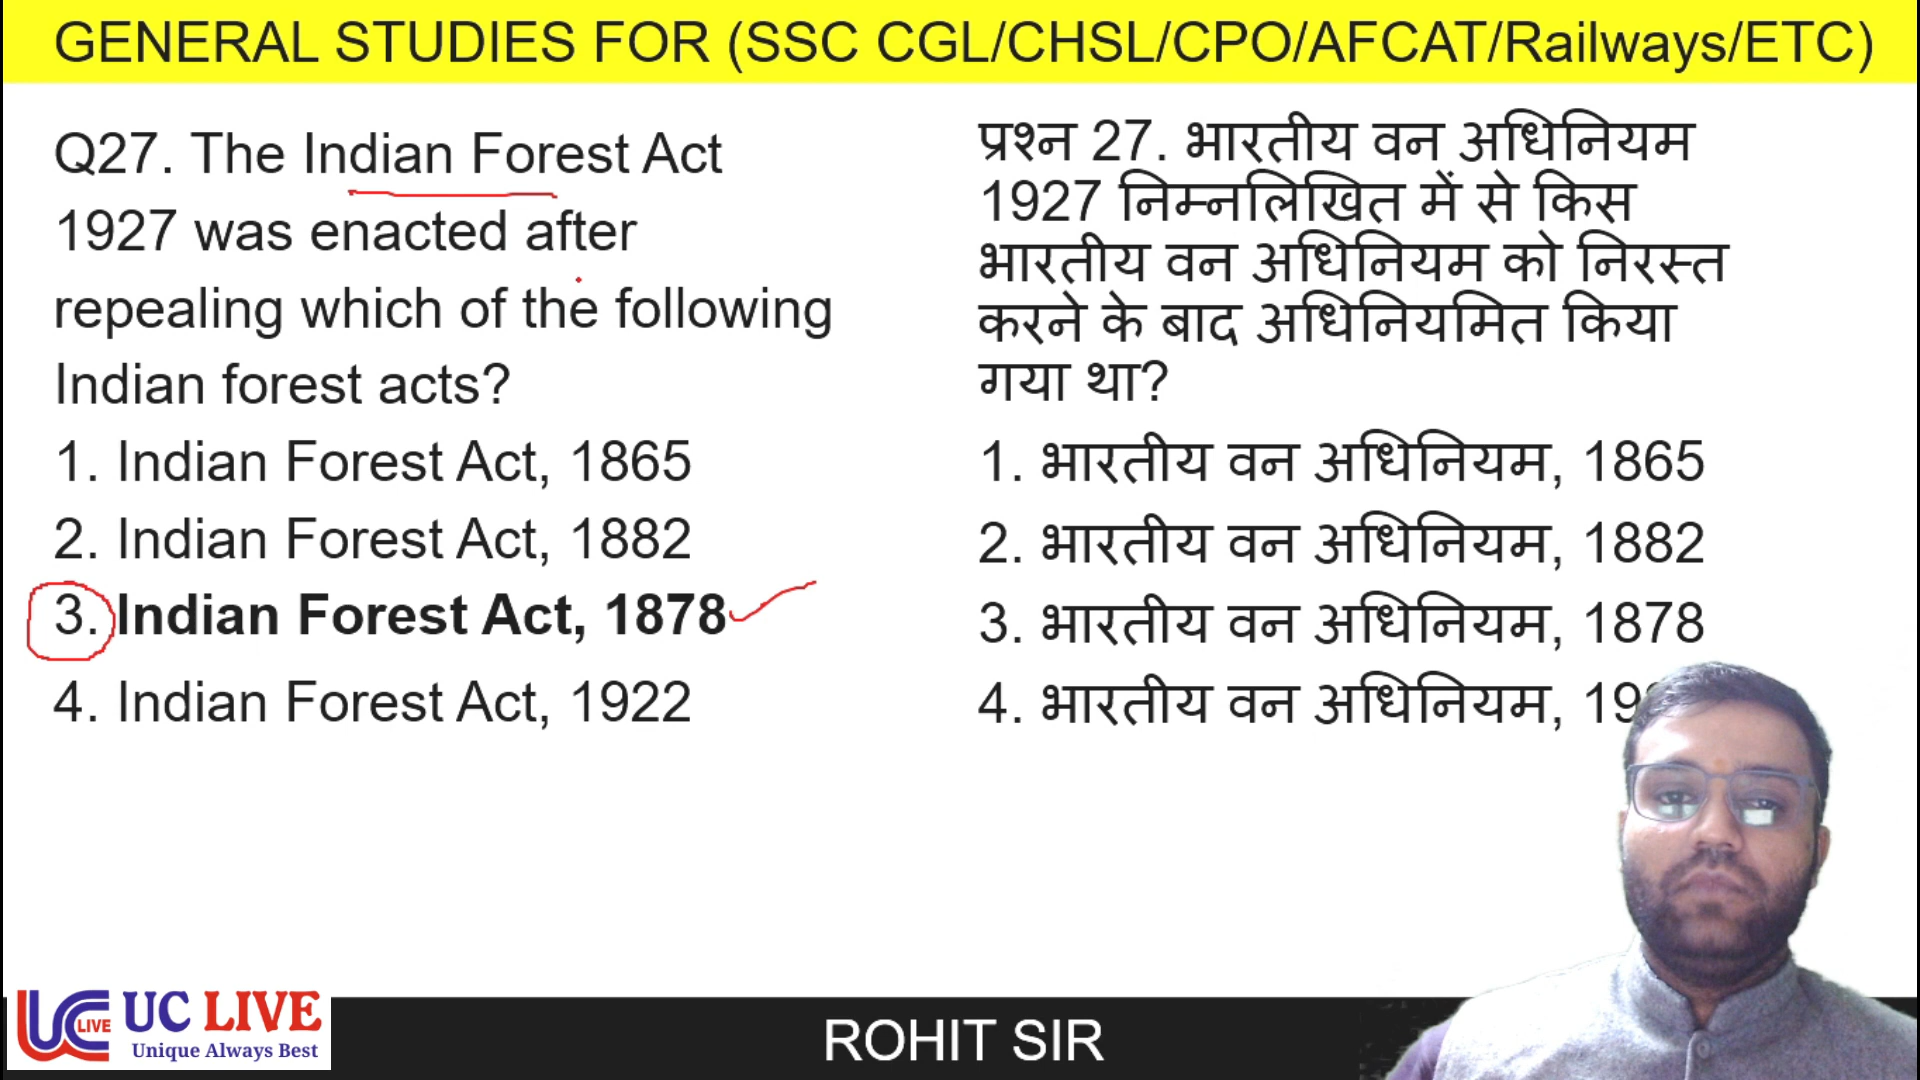 GENERAL STUDIES FOR (SSC CGL/CHSL/CPO/AFCAT/Railways/ETC)
Q27. The Indian Forest Act
1927 was enacted after
repealing which of the following
Indian forest acts?
1. Indian Forest Act, 1865
2. Indian Forest Act, 1882
3. Indian Forest Act, 1878
4. Indian Forest Act, 1922
प्रश्न 27. भारतीय वन अधिनियम
1927 निम्नलिखित में से किस
भारतीय वन अधिनियम को निरस्त
करने के बाद अधिनियमित किया
गया था?
1. भारतीय वन अधिनियम, 1865
2. भारतीय वन अधिनियम, 1882
3. भारतीय वन अधिनियम, 1878
4. भारतीय वन अधिनियम,
LIVE
UC LIVE
Unique Always Best
ROHIT SIR